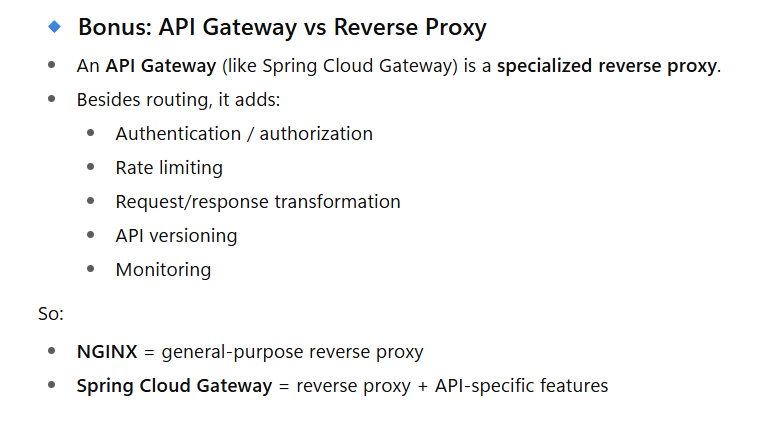 Bonus: API Gateway vs Reverse Proxy
• An API Gateway (like Spring Cloud Gateway) is a specialized reverse proxy.
• Besides routing, it adds:
• Authentication / authorization
• Rate limiting
• Request/response transformation
• API versioning
• Monitoring
So:
• NGINX = general-purpose reverse proxy
• Spring Cloud Gateway = reverse proxy + API-specific features